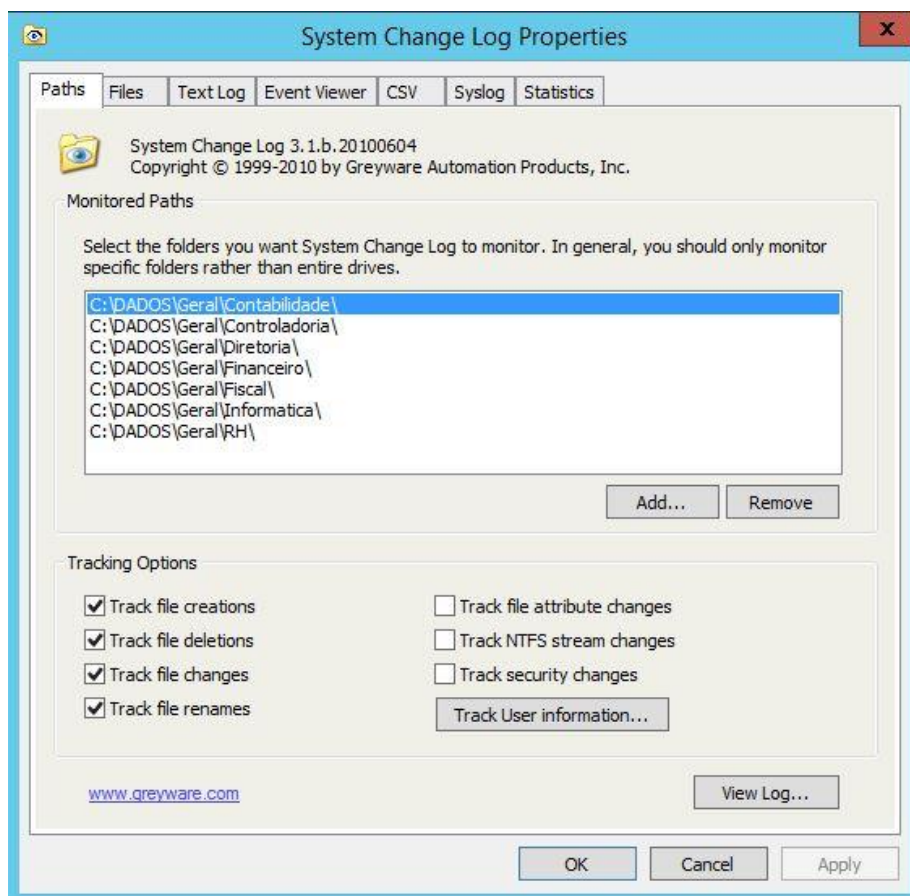 System Change Log Properties
x
Paths Files Text Log Event Viewer CSV Syslog Statistics
System Change Log 3.1.b.20100604
Copyright © 1999-2010 by Greyware Automation Products, Inc.
Monitored Paths
Select the folders you want System Change Log to monitor. In general, you should only monitor
specific folders rather than entire drives.
C:\DADOS\Geral\Contabilidade\
C:\DADOS\Geral\Controladoria\
C:\DADOS\Geral\Diretoria\
C:\DADOS\Geral\Financeiro\
C:\DADOS\Geral\Fiscal\
C:\DADOS\Geral\Informatica\
C:\DADOS\Geral\RH\
Add... Remove
Tracking Options
Track file creations
Track file deletions
Track file changes
Track file renames
Track file attribute changes
Track NTFS stream changes
Track security changes
Track User information...
www.greyware.com
View Log...
OK Cancel Apply